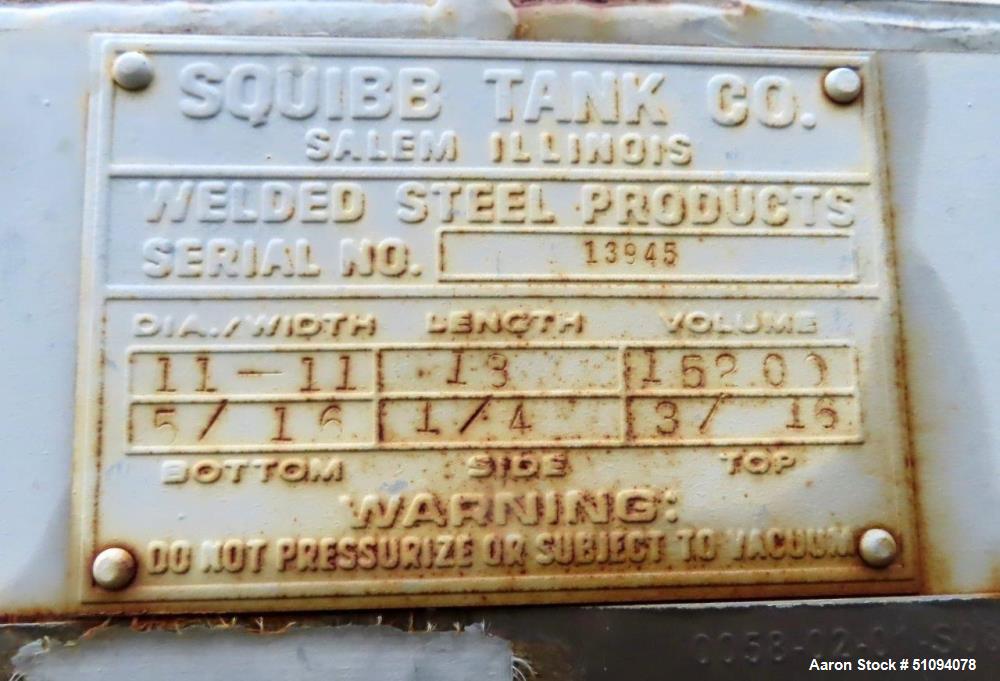 SQUIBB TANK CO.
SALEM ILLINOIS
WELDED STEEL PRODUCTS
SERIAL NO. 13945
DIA./WIDTH LENGTH VOLUME
11-11 18 15200
5/16 1/4 3/16
BOTTOM SIDE TOP
WARNING:
DO NOT PRESSURIZE OR SUBJECT TO VACUUM
Aaron Stock # 51094078